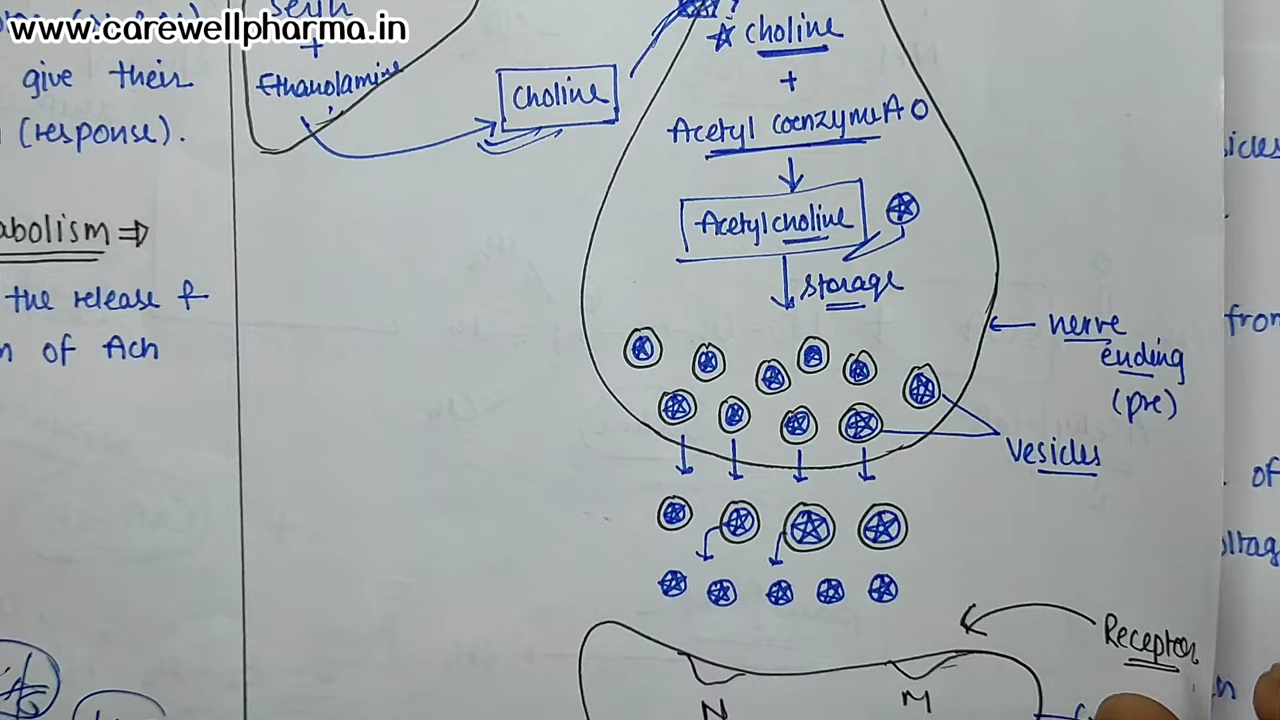 www.carewellpharma.in
give their
(response).
abolism ⇒
the release &
of Ach
Serin
+
Ethanolamine
Choline
choline
+
Acetyl coenzyme A
Acetylcholine
storage
nerve
ending
(pre)
Vesicles
Receptor
N
M
from
of